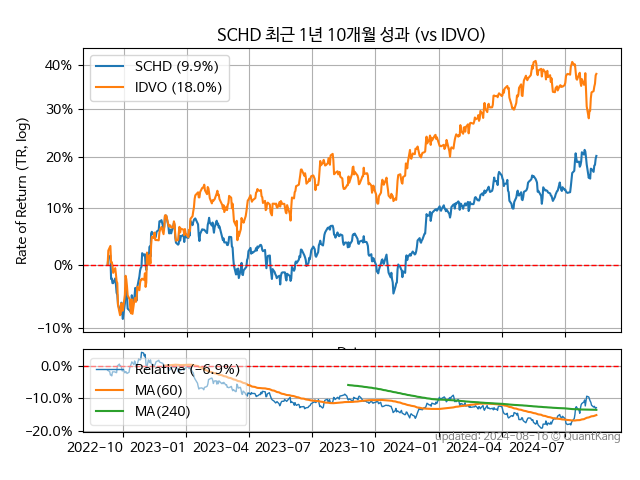 SCHD 최근 1년 10개월 성과 (vs IDVO)
Rate of Return (TR, log)
40%
30%
20%
10%
0%
−10%
SCHD (9.9%)
IDVO (18.0%)
0.0%
−10.0%
−20.0%
Relative (−6.9%)
MA(60)
MA(240)
2022−10 2023−01 2023−04 2023−07 2023−10 2024−01 2024−04 2024−07
Updated: 2024−08−16 © QuantKang